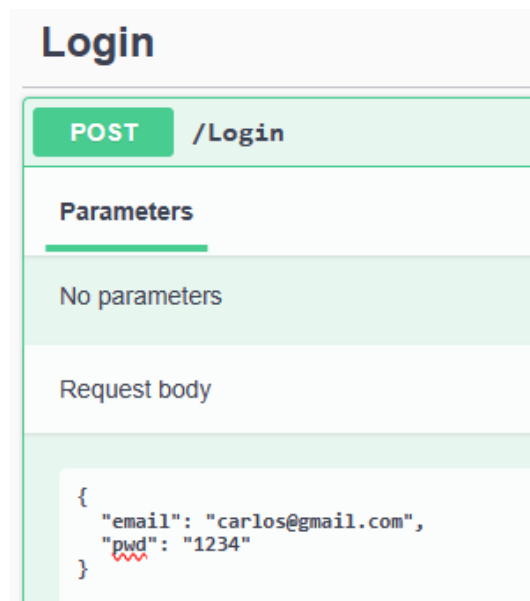 Login
POST /Login
Parameters
No parameters
Request body
{
"email": "carlos@gmail.com",
"pwd": "1234"
}